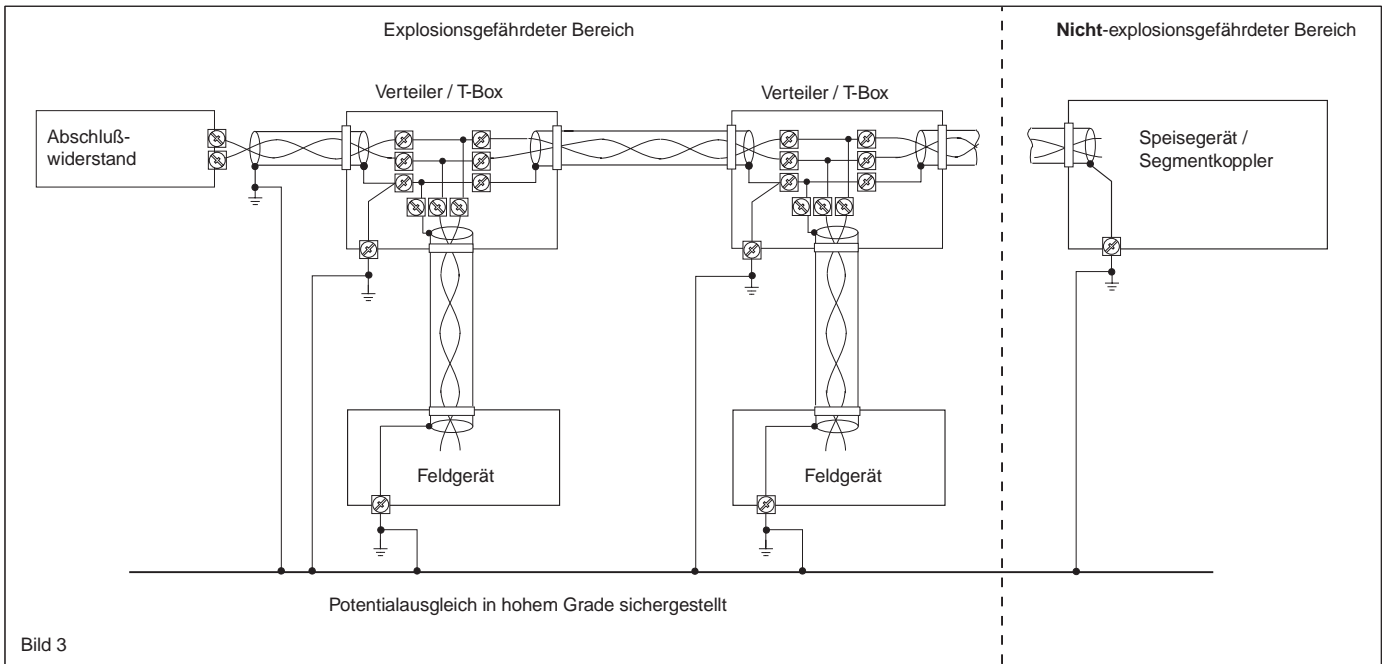 Explosionsgefährdeter Bereich
Nicht-explosionsgefährdeter Bereich
Verteiler / T-Box
Verteiler / T-Box
Abschluß-
widerstand
Speisegerät /
Segmentkoppler
Feldgerät
Feldgerät
Potentialausgleich in hohem Grade sichergestellt
Bild 3